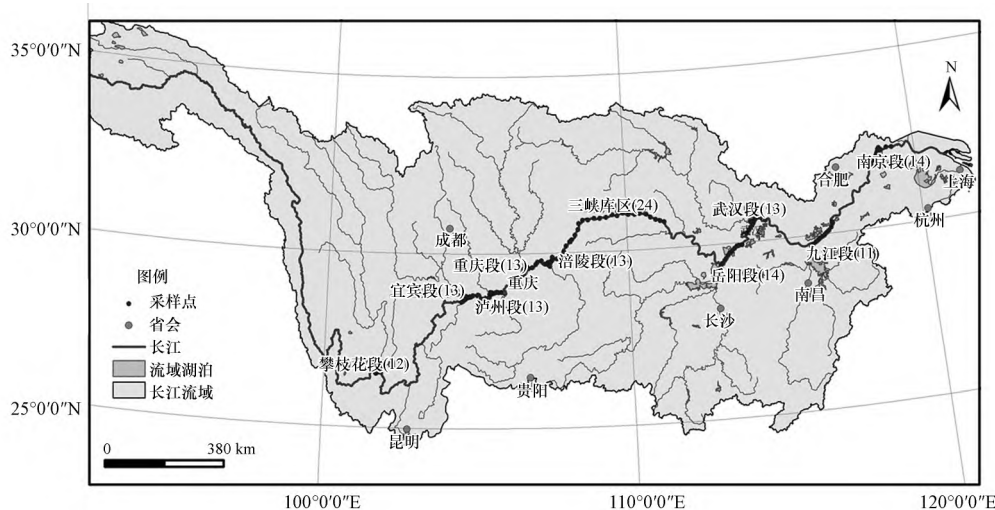 35°0′0″N
N
南京段(14)
合肥
上海
三峡库区(24)
武汉段(13)
杭州
30°0′0″N
成都
九江段(11)
重庆段(13)
涪陵段(13)
岳阳段(14)
图例
宜宾段(13)
重庆
南昌
采样点
泸州段(13)
长沙
省会
长江
流域湖泊
攀枝花段(12)
长江流域
贵阳
25°0′0″N
昆明
0
380 km
100°0′0″E
110°0′0″E
120°0′0″E